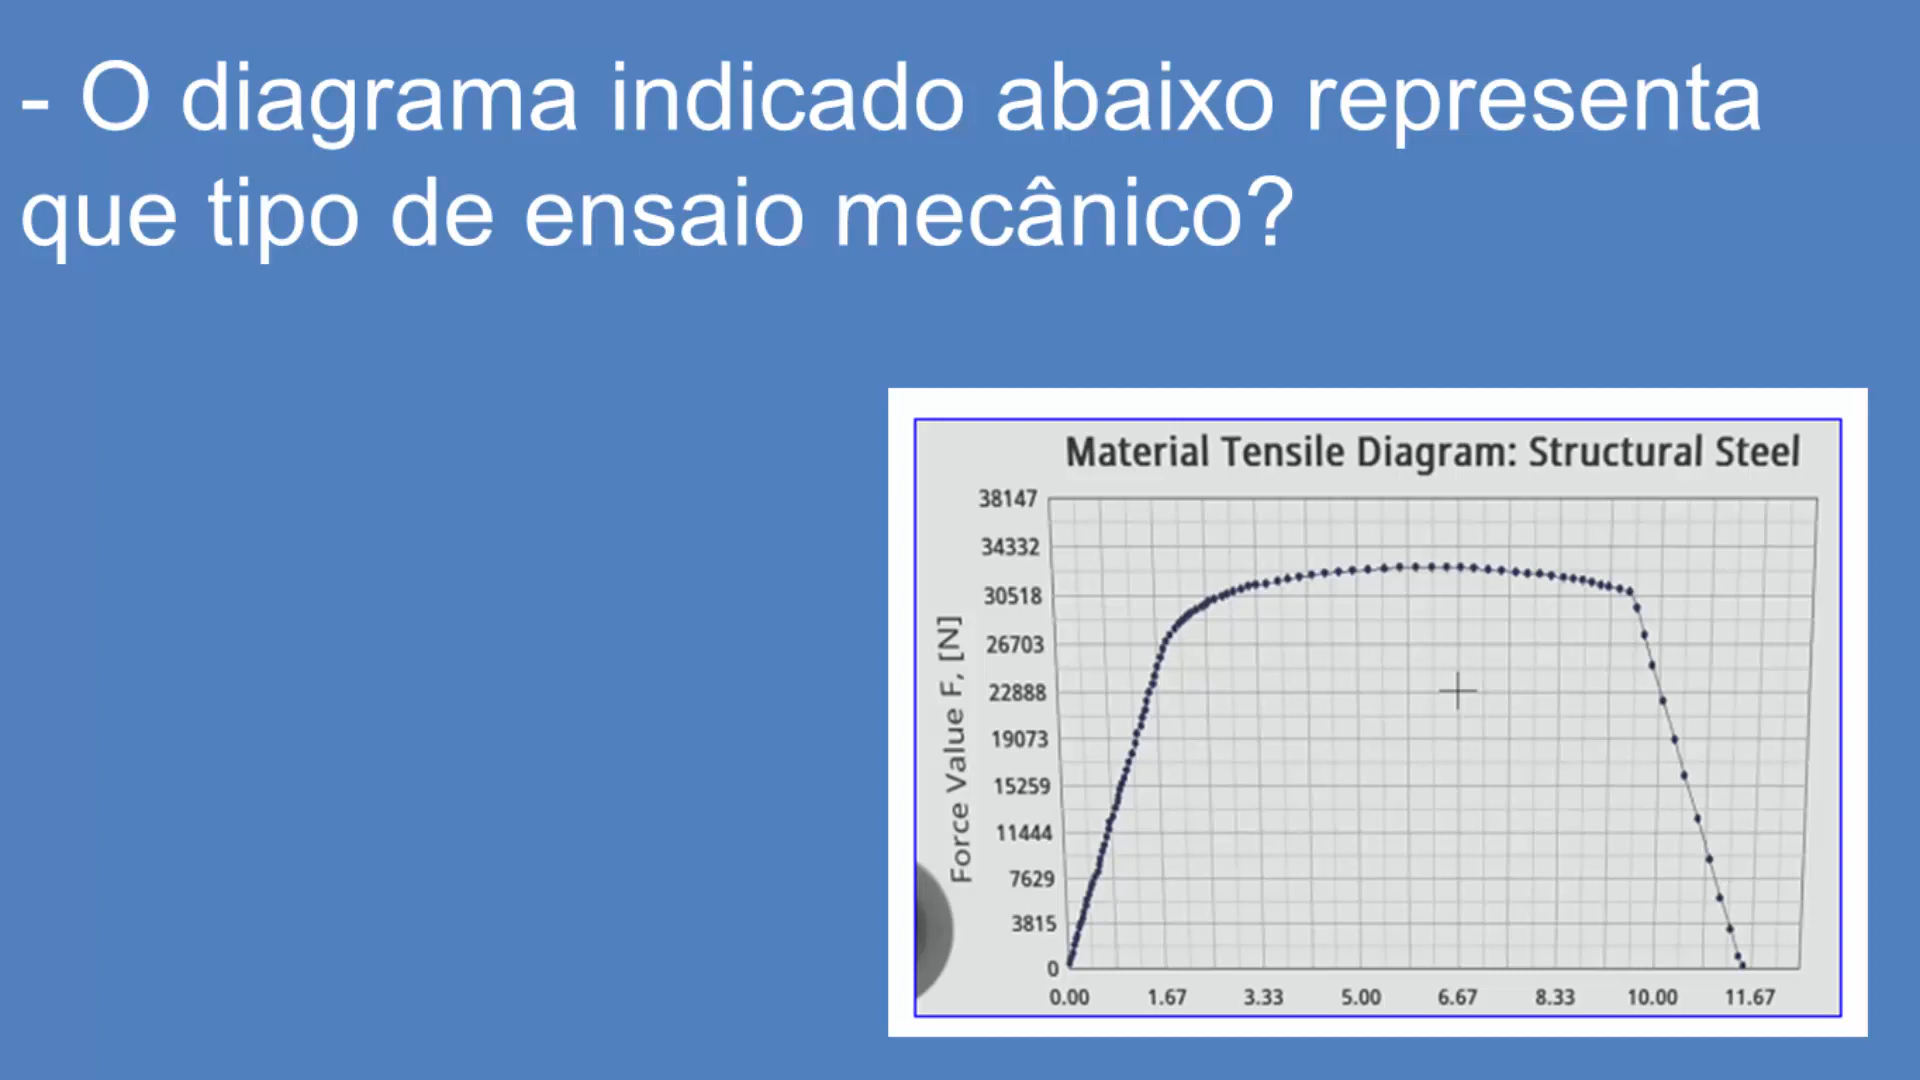 - O diagrama indicado abaixo representa
que tipo de ensaio mecânico?
Material Tensile Diagram: Structural Steel
38147
34332
30518
26703
22888
19073
15259
11444
7629
3815
0
Force Value F, [N]
0.00 1.67 3.33 5.00 6.67 8.33 10.00 11.67